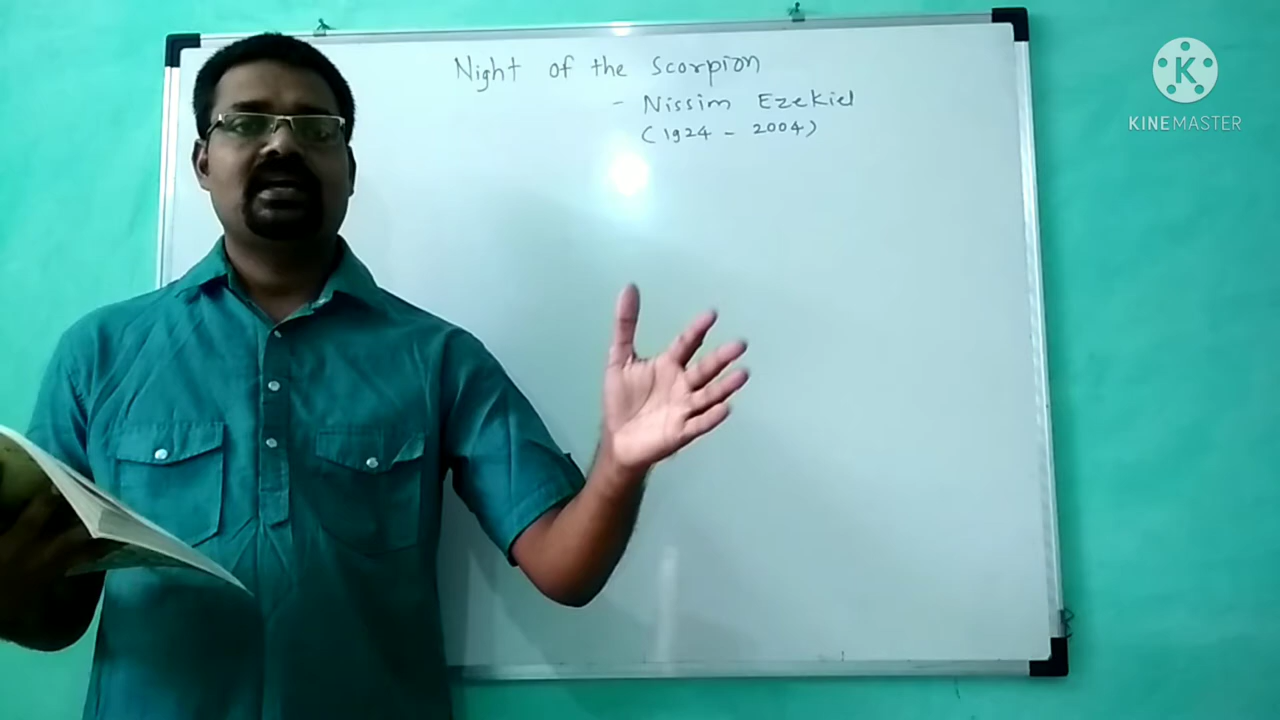 Night of the Scorpion
- Nissim Ezekiel
(1924 - 2004)
K
KINEMASTER